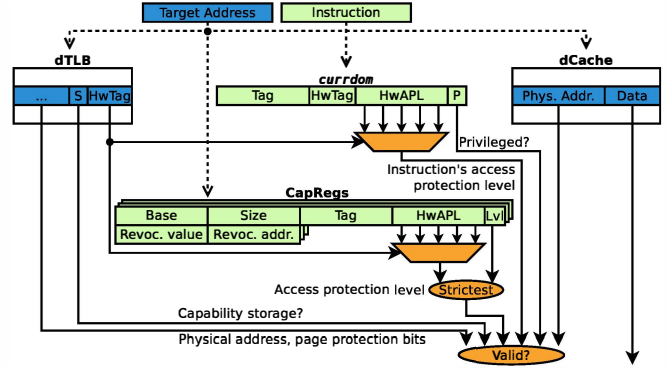 Target Address
Instruction
dTLB
currdom
dCache
... S HwTag
Tag HwTag HwAPL P
Phys. Addr. Data
Privileged?
Instruction's access
protection level
CapRegs
Base Size Tag HwAPL Lvl
Revoc. value Revoc. addr.
Access protection level
Strictest
Capability storage?
Physical address, page protection bits
Valid?